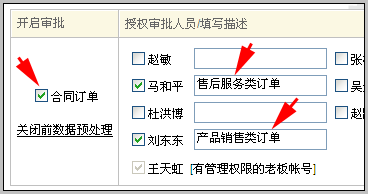 开启审批
授权审批人员/填写描述
赵敏
马和平 售后服务类订单
合同订单
杜洪博
关闭前数据预处理
刘东东 产品销售类订单
王天虹 [有管理权限的老板帐号]